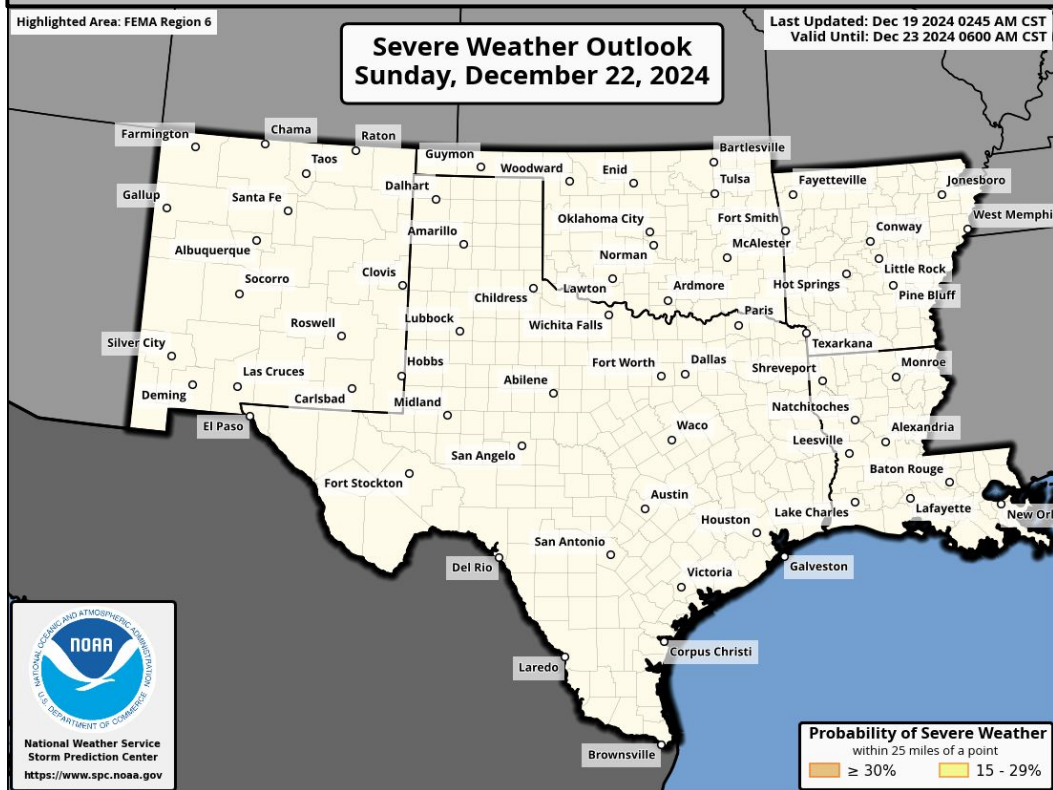 Highlighted Area: FEMA Region 6
Last Updated: Dec 19 2024 0245 AM CST
Valid Until: Dec 23 2024 0600 AM CST
Severe Weather Outlook
Sunday, December 22, 2024
Farmington
Chama
Raton
Taos
Guymon
Woodward
Enid
Bartlesville
Tulsa
Fayetteville
Jonesboro
Gallup
Santa Fe
Dalhart
Oklahoma City
Fort Smith
West Memphi
Albuquerque
Amarillo
Norman
McAlester
Conway
Socorro
Clovis
Childress
Lawton
Ardmore
Hot Springs
Little Rock
Pine Bluff
Roswell
Lubbock
Wichita Falls
Paris
Texarkana
Silver City
Las Cruces
Hobbs
Fort Worth
Dallas
Shreveport
Monroe
Deming
Carlsbad
Midland
Abilene
Natchitoches
El Paso
Waco
Leesville
Alexandria
San Angelo
Baton Rouge
Fort Stockton
Austin
Houston
Lake Charles
Lafayette
New Orl
San Antonio
Del Rio
Galveston
Victoria
Corpus Christi
Laredo
Brownsville
NATIONAL OCEANIC AND ATMOSPHERIC ADMINISTRATION
NOAA
U.S. DEPARTMENT OF COMMERCE
National Weather Service
Storm Prediction Center
https://www.spc.noaa.gov
Probability of Severe Weather
within 25 miles of a point
≥ 30%
15 - 29%